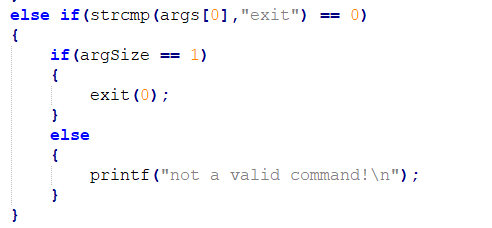 else if(strcmp(args[0],"exit") == 0)
{
if(argSize == 1)
{
exit(0);
}
else
{
printf("not a valid command!\n");
}
}